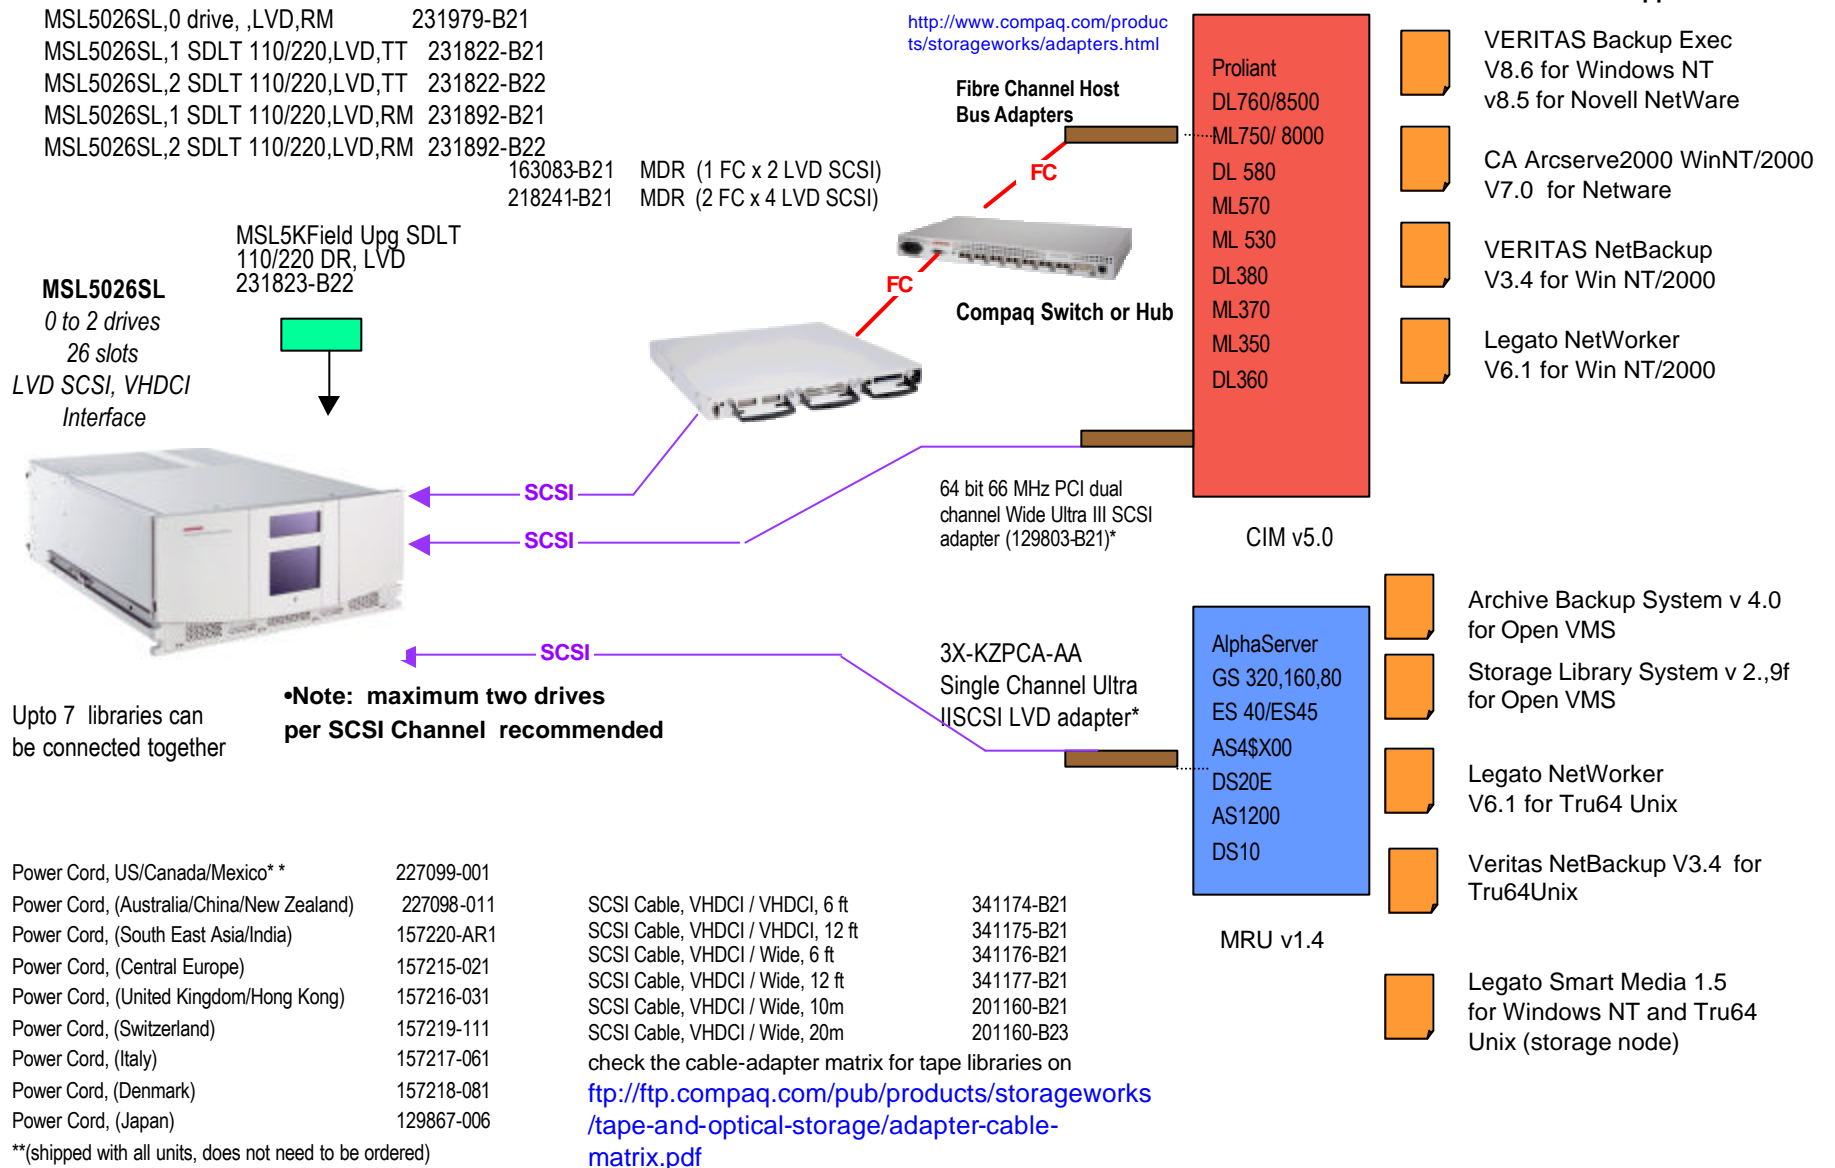 MSL5026SL,0 drive, ,LVD,RM 231979-B21
MSL5026SL,1 SDLT 110/220,LVD,TT 231822-B21
MSL5026SL,2 SDLT 110/220,LVD,TT 231822-B22
MSL5026SL,1 SDLT 110/220,LVD,RM 231892-B21
MSL5026SL,2 SDLT 110/220,LVD,RM 231892-B22
163083-B21 MDR (1 FC x 2 LVD SCSI)
218241-B21 MDR (2 FC x 4 LVD SCSI)
http://www.compaq.com/produc
ts/storageworks/adapters.html
Fibre Channel Host
Bus Adapters
FC
FC
Compaq Switch or Hub
MSL5KField Upg SDLT
110/220 DR, LVD
231823-B22
MSL5026SL
0 to 2 drives
26 slots
LVD SCSI, VHDCI
Interface
SCSI
SCSI
SCSI
64 bit 66 MHz PCI dual
channel Wide Ultra III SCSI
adapter (129803-B21)*
Proliant
DL760/8500
ML750/ 8000
DL 580
ML570
ML 530
DL380
ML370
ML350
DL360
CIM v5.0
VERITAS Backup Exec
V8.6 for Windows NT
v8.5 for Novell NetWare
CA Arcserve2000 WinNT/2000
V7.0 for Netware
VERITAS NetBackup
V3.4 for Win NT/2000
Legato NetWorker
V6.1 for Win NT/2000
3X-KZPCA-AA
Single Channel Ultra
IISCSI LVD adapter*
AlphaServer
GS 320,160,80
ES 40/ES45
AS4$X00
DS20E
AS1200
DS10
MRU v1.4
Archive Backup System v 4.0
for Open VMS
Storage Library System v 2.,9f
for Open VMS
Legato NetWorker
V6.1 for Tru64 Unix
Veritas NetBackup V3.4 for
Tru64Unix
Legato Smart Media 1.5
for Windows NT and Tru64
Unix (storage node)
Upto 7 libraries can
be connected together
•Note: maximum two drives
per SCSI Channel recommended
Power Cord, US/Canada/Mexico* * 227099-001
Power Cord, (Australia/China/New Zealand) 227098-011
Power Cord, (South East Asia/India) 157220-AR1
Power Cord, (Central Europe) 157215-021
Power Cord, (United Kingdom/Hong Kong) 157216-031
Power Cord, (Switzerland) 157219-111
Power Cord, (Italy) 157217-061
Power Cord, (Denmark) 157218-081
Power Cord, (Japan) 129867-006
**(shipped with all units, does not need to be ordered)
SCSI Cable, VHDCI / VHDCI, 6 ft 341174-B21
SCSI Cable, VHDCI / VHDCI, 12 ft 341175-B21
SCSI Cable, VHDCI / Wide, 6 ft 341176-B21
SCSI Cable, VHDCI / Wide, 12 ft 341177-B21
SCSI Cable, VHDCI / Wide, 10m 201160-B21
SCSI Cable, VHDCI / Wide, 20m 201160-B23
check the cable-adapter matrix for tape libraries on
ftp://ftp.compaq.com/pub/products/storageworks
/tape-and-optical-storage/adapter-cable-
matrix.pdf